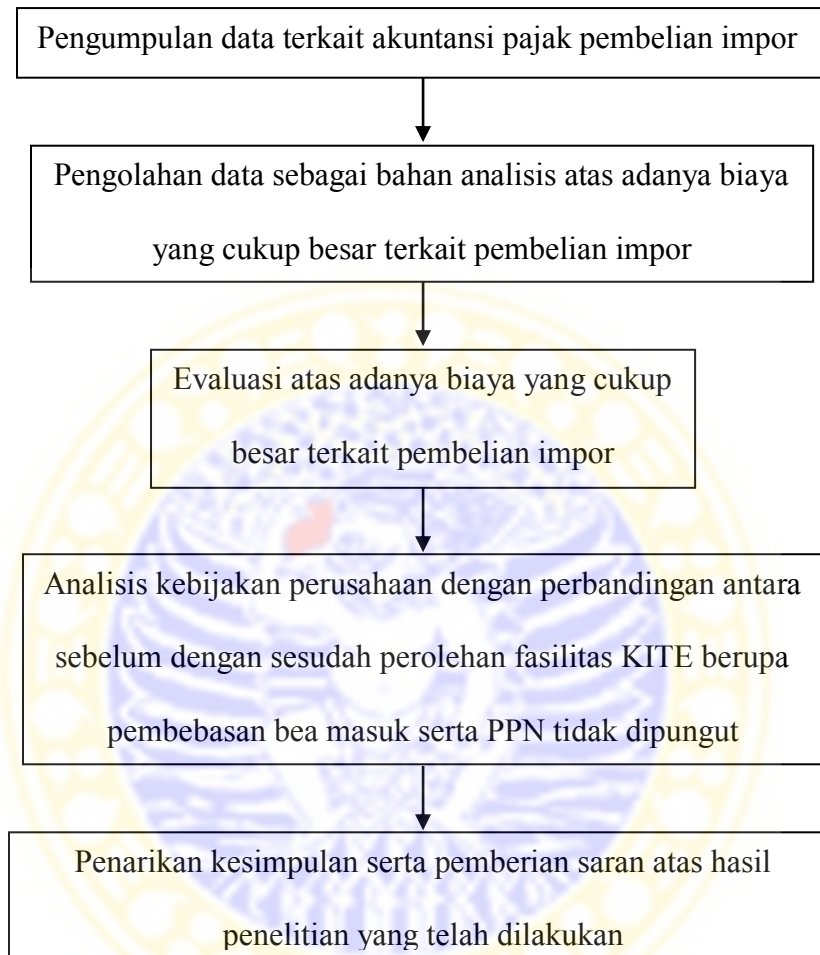 Pengumpulan data terkait akuntansi pajak pembelian impor
Pengolahan data sebagai bahan analisis atas adanya biaya
yang cukup besar terkait pembelian impor
Evaluasi atas adanya biaya yang cukup
besar terkait pembelian impor
Analisis kebijakan perusahaan dengan perbandingan antara
sebelum dengan sesudah perolehan fasilitas KITE berupa
pembebasan bea masuk serta PPN tidak dipungut
Penarikan kesimpulan serta pemberian saran atas hasil
penelitian yang telah dilakukan